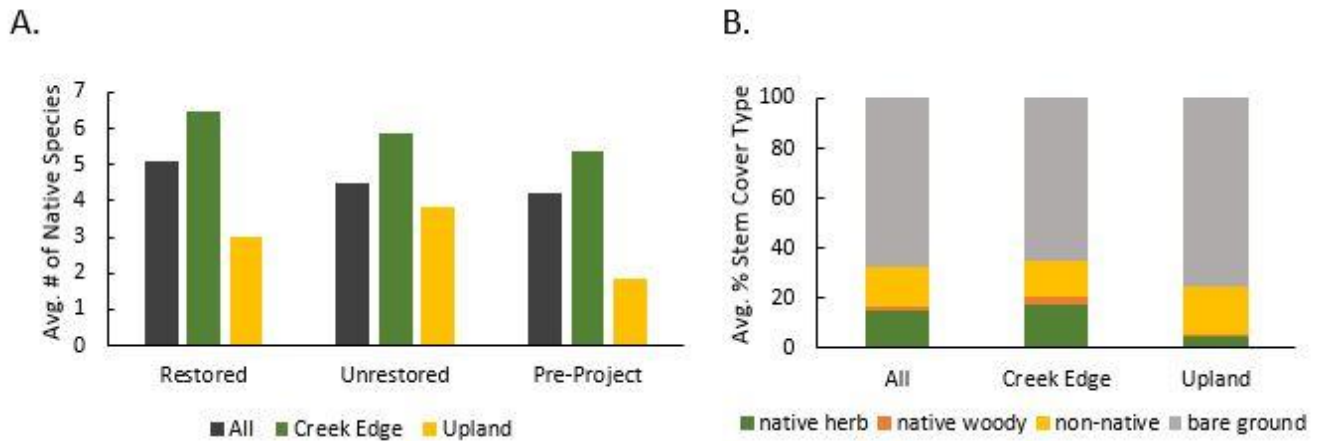 A.
Avg. # of Native Species
7
6
5
4
3
2
1
0
Restored Unrestored Pre-Project
All Creek Edge Upland
B.
Avg. % Stem Cover Type
100
80
60
40
20
0
All Creek Edge Upland
native herb native woody non-native bare ground